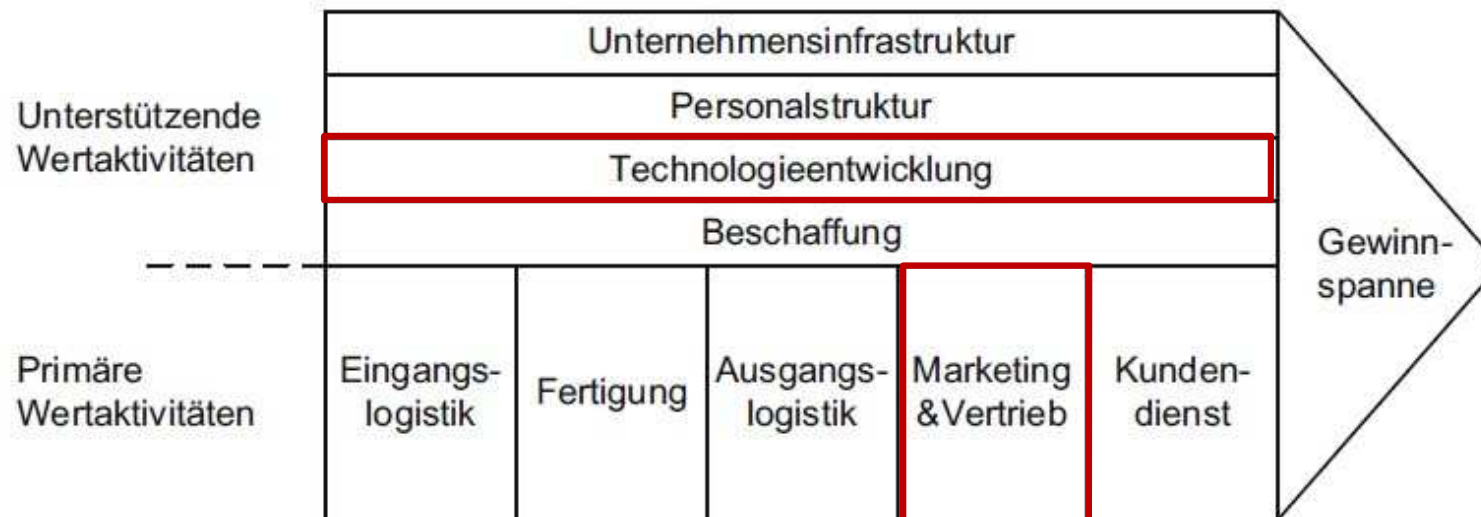 Unternehmensinfrastruktur
Unterstützende
Wertaktivitäten
Personalstruktur
Technologieentwicklung
Beschaffung
Gewinn-
spanne
Primäre
Wertaktivitäten
Eingangs-
logistik
Fertigung
Ausgangs-
logistik
Marketing
&Vertrieb
Kunden-
dienst